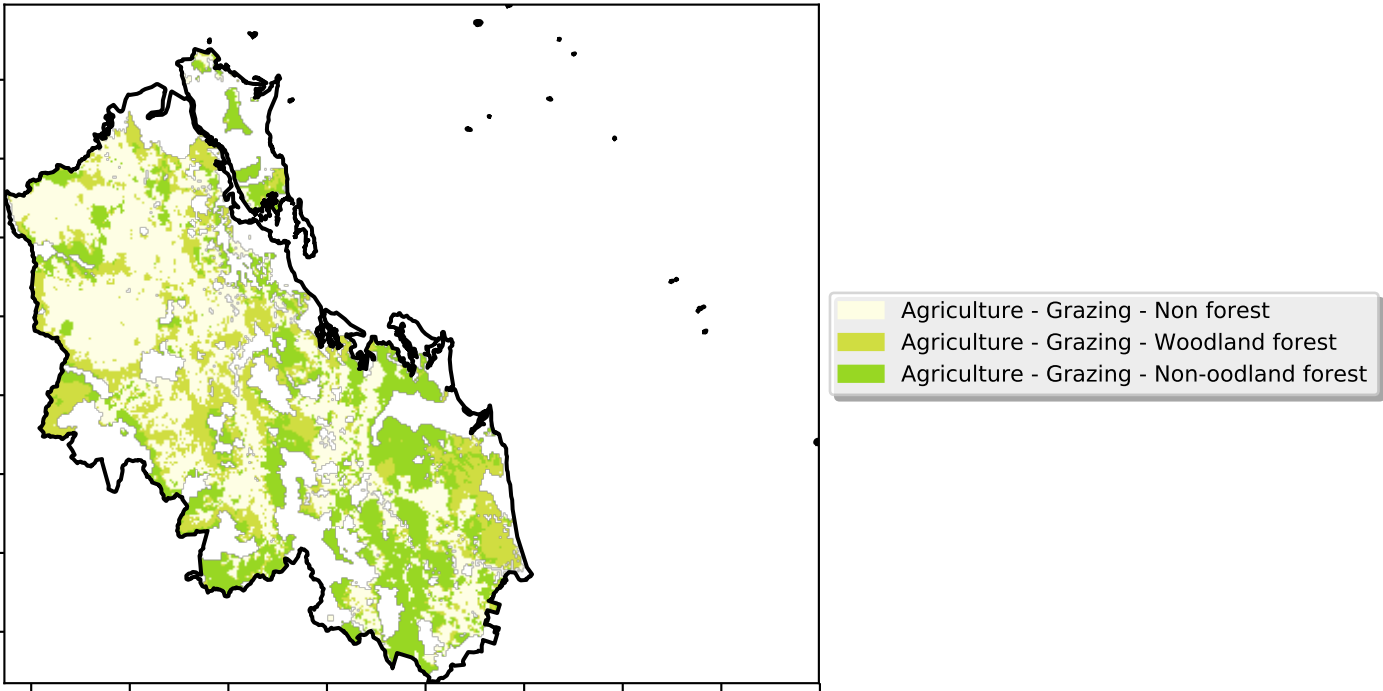 Agriculture - Grazing - Non forest
Agriculture - Grazing - Woodland forest
Agriculture - Grazing - Non-oodland forest